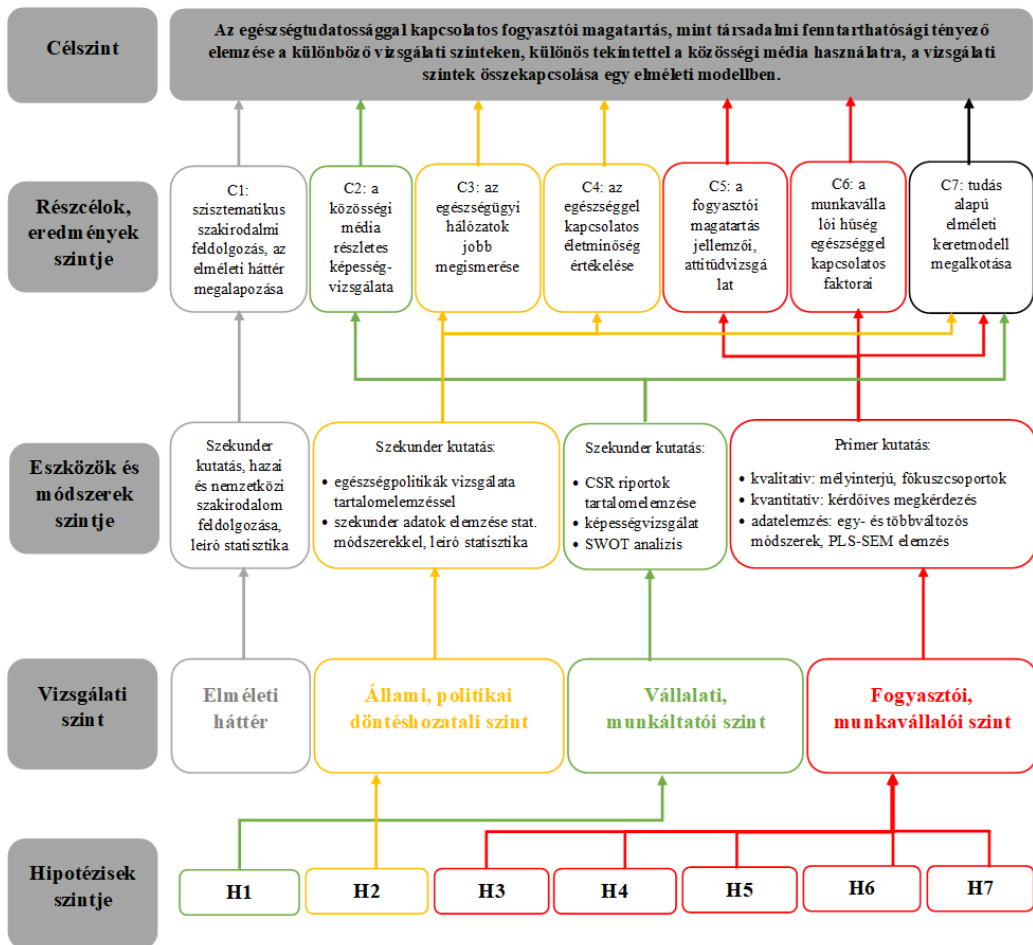 Célszint
Az egészségtudatossággal kapcsolatos fogyasztói magatartás, mint társadalmi fenntarthatósági tényező
elemzése a különböző vizsgálati szinteken, különös tekintettel a közösségi média használatra, a vizsgálati
szintek összekapcsolása egy elméleti modellben.
Részcélok,
eredmények
szintje
C1:
szisztematikus
szakirodalmi
feldolgozás, az
elméleti háttér
megalapozása
C2: a
közösségi
média
részletes
képesség-
vizsgálata
C3: az
egészségügyi
hálózatok
jobb
megismerése
C4: az
egészséggel
kapcsolatos
életminőség
értékelése
C5: a
fogyasztói
magatartás
jellemzői,
attitűdvizsgá
lat
C6: a
munkaválla
lói hűség
egészséggel
kapcsolatos
faktorai
C7: tudás
alapú
elméleti
keretmodell
megalkotása
Eszközök és
módszerek
szintje
Szekunder
kutatás, hazai
és nemzetközi
szakirodalom
feldolgozása,
leíró statisztika
Szekunder kutatás:
• egészségpolitikák vizsgálata
tartalomelemzéssel
• szekunder adatok elemzése stat.
módszerekkel, leíró statisztika
Szekunder kutatás:
• CSR riportok
tartalomelemzése
• képességvizsgálat
• SWOT analízis
Primer kutatás:
• kvalitatív: mélyinterjú, fókuszcsoportok
• kvantitatív: kérdőíves megkérdezés
• adatelemzés: egy- és többváltozós
módszerek, PLS-SEM elemzés
Vizsgálati
szint
Elméleti
háttér
Állami, politikai
döntéshozatali szint
Vállalati,
munkáltatói szint
Fogyasztói,
munkavállalói szint
Hipotézisek
szintje
H1
H2
H3
H4
H5
H6
H7